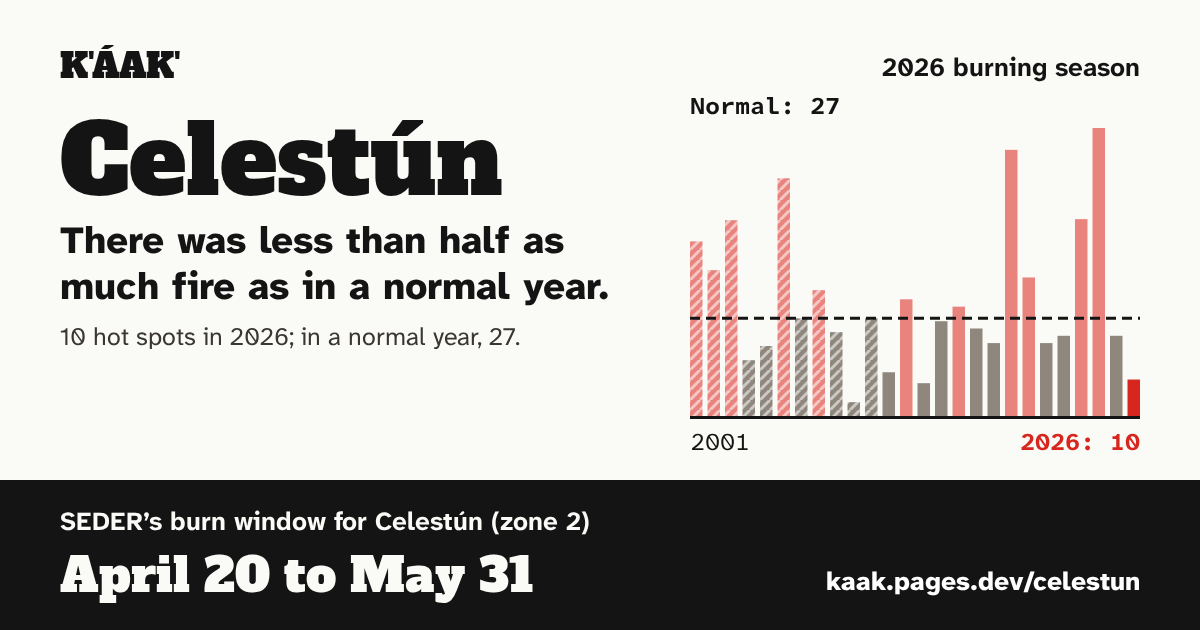 K'ÁAK'
Celestún
There was less than half as
much fire as in a normal year.
10 hot spots in 2026; in a normal year, 27.
2026 burning season
Normal: 27
2001
2026: 10
SEDER’s burn window for Celestún (zone 2)
April 20 to May 31
kaak.pages.dev/celestun